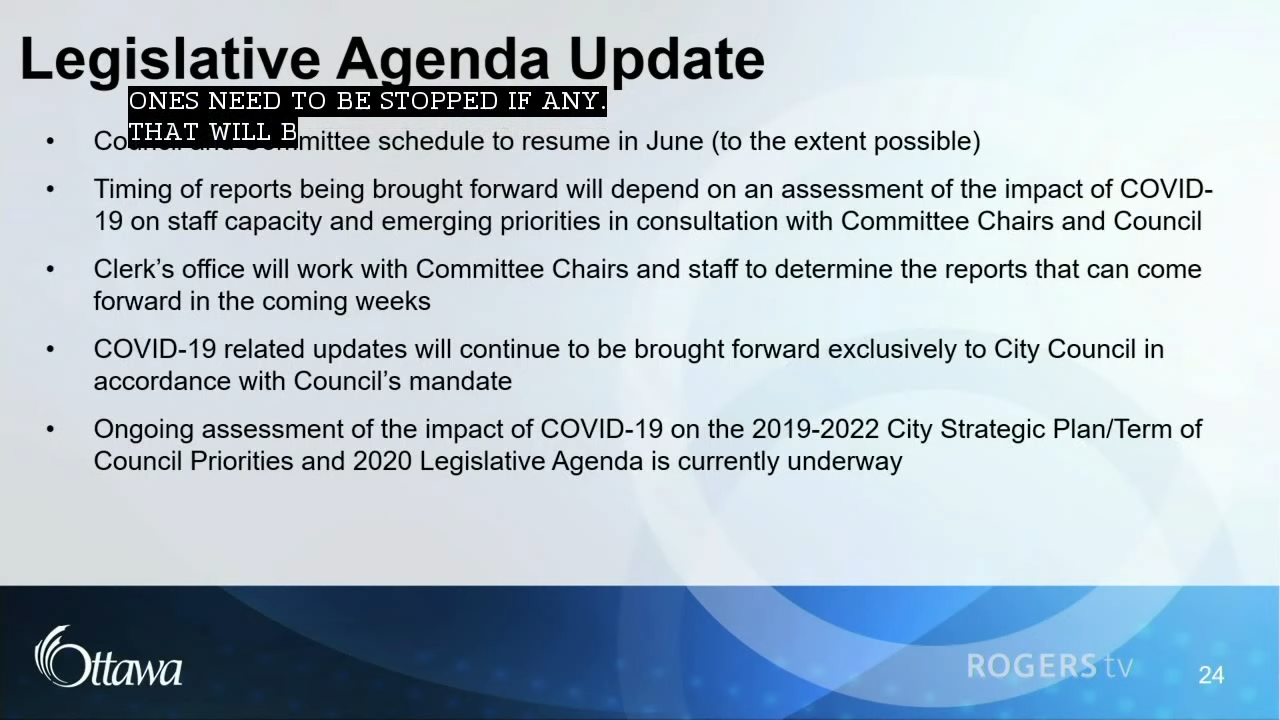 Legislative Agenda Update
ONES NEED TO BE STOPPED IF ANY.
THAT WILL B
• Council and Committee schedule to resume in June (to the extent possible)
• Timing of reports being brought forward will depend on an assessment of the impact of COVID-
19 on staff capacity and emerging priorities in consultation with Committee Chairs and Council
• Clerk’s office will work with Committee Chairs and staff to determine the reports that can come
forward in the coming weeks
• COVID-19 related updates will continue to be brought forward exclusively to City Council in
accordance with Council’s mandate
• Ongoing assessment of the impact of COVID-19 on the 2019-2022 City Strategic Plan/Term of
Council Priorities and 2020 Legislative Agenda is currently underway
Ottawa
ROGERS tv
24